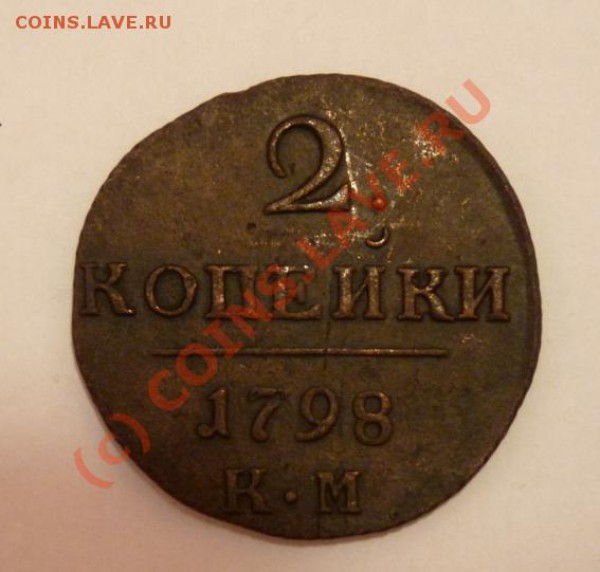 COINS.LAVE.RU
2
КОПЕЙКИ
1798
К·М
(c) COINS.LAVE.RU